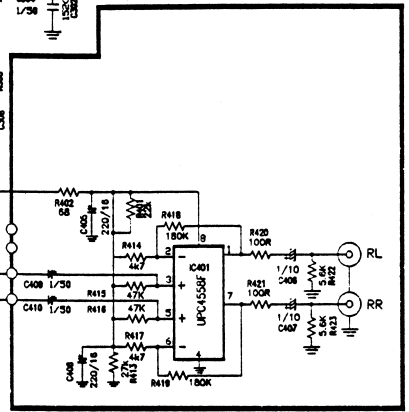 1/50
R402
68
C405
220/16
R401
22K
R418
180K
8
R414
4k7
2
IC401
1
R420
100R
1/10
C406
5.6K
R422
RL
C409
1/50
R415
47K
3
UPC4558F
C410
1/50
R416
47K
5
7
R421
100R
1/10
C407
5.6K
R423
RR
R417
4k7
6
4
C408
220/16
27K
R413
R419
180K